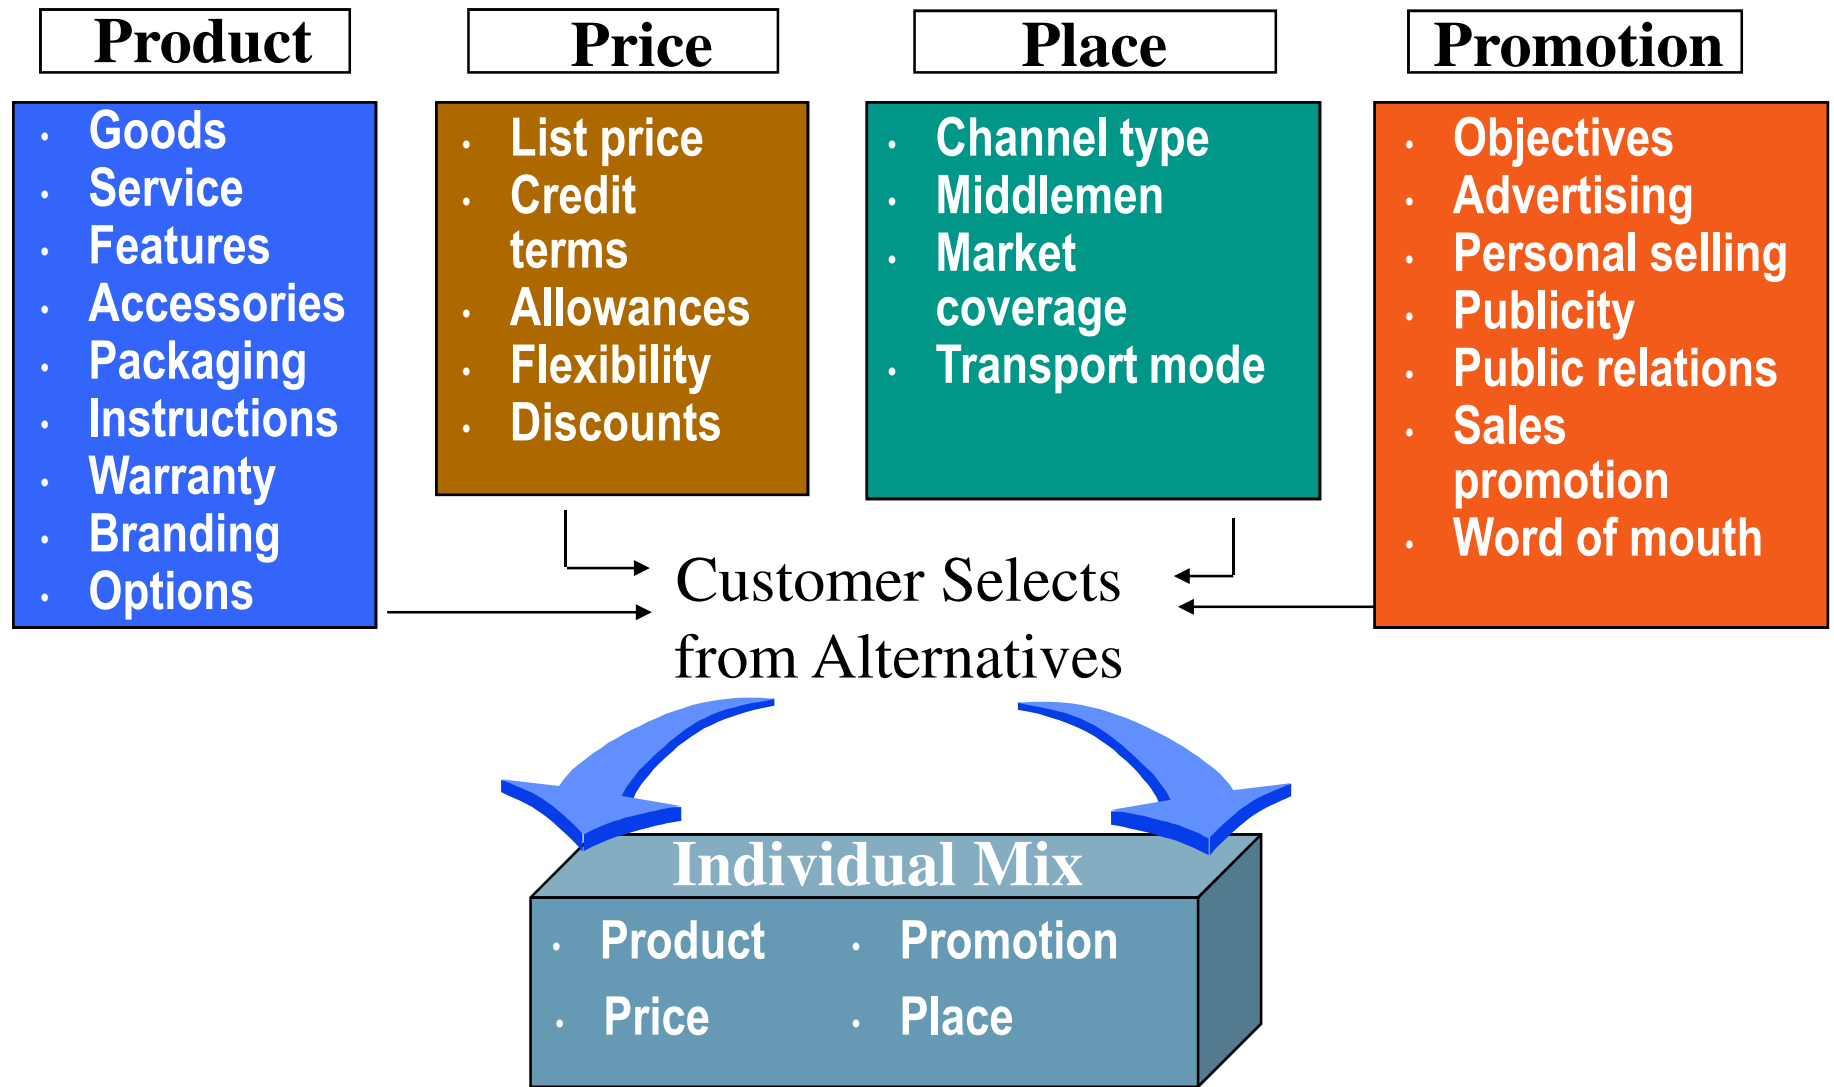 Product
Goods
Service
Features
Accessories
Packaging
Instructions
Warranty
Branding
Options
Price
List price
Credit
terms
Allowances
Flexibility
Discounts
Place
Channel type
Middlemen
Market
coverage
Transport mode
Promotion
Objectives
Advertising
Personal selling
Publicity
Public relations
Sales
promotion
Word of mouth
Customer Selects
from Alternatives
Individual Mix
Product
Promotion
Price
Place